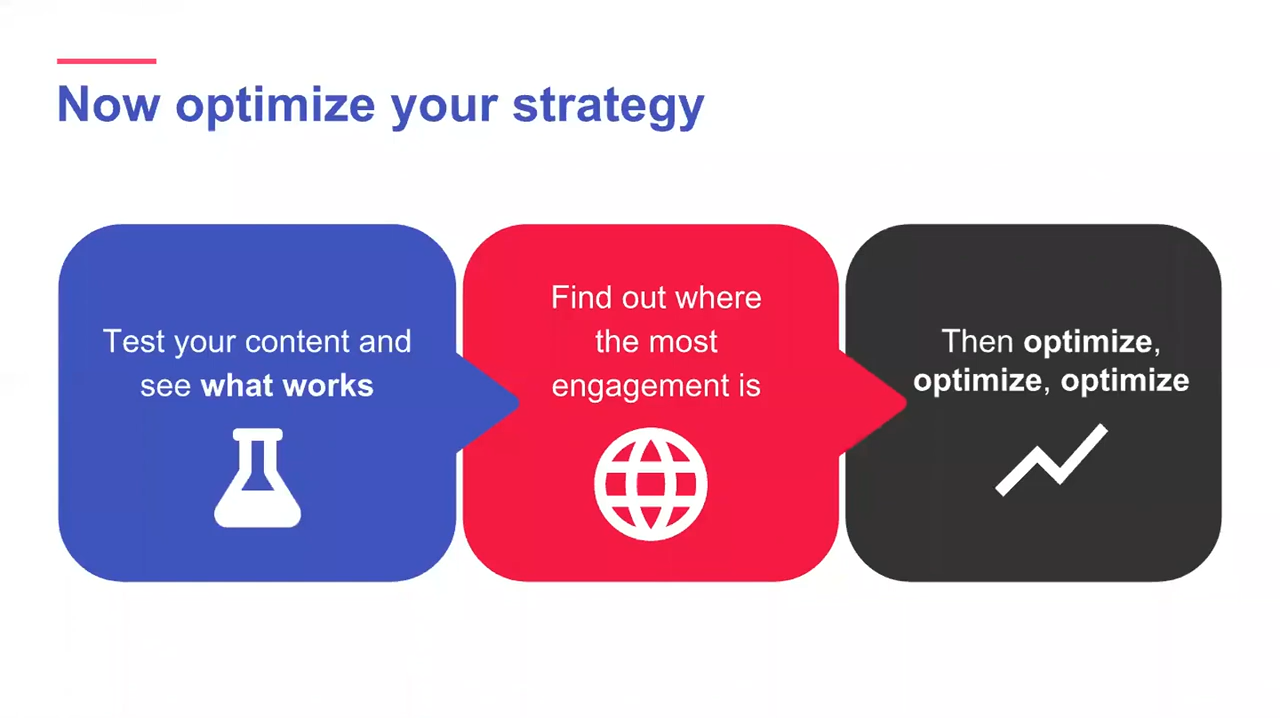 Now optimize your strategy
Test your content and
see what works
Find out where
the most
engagement is
Then optimize,
optimize, optimize